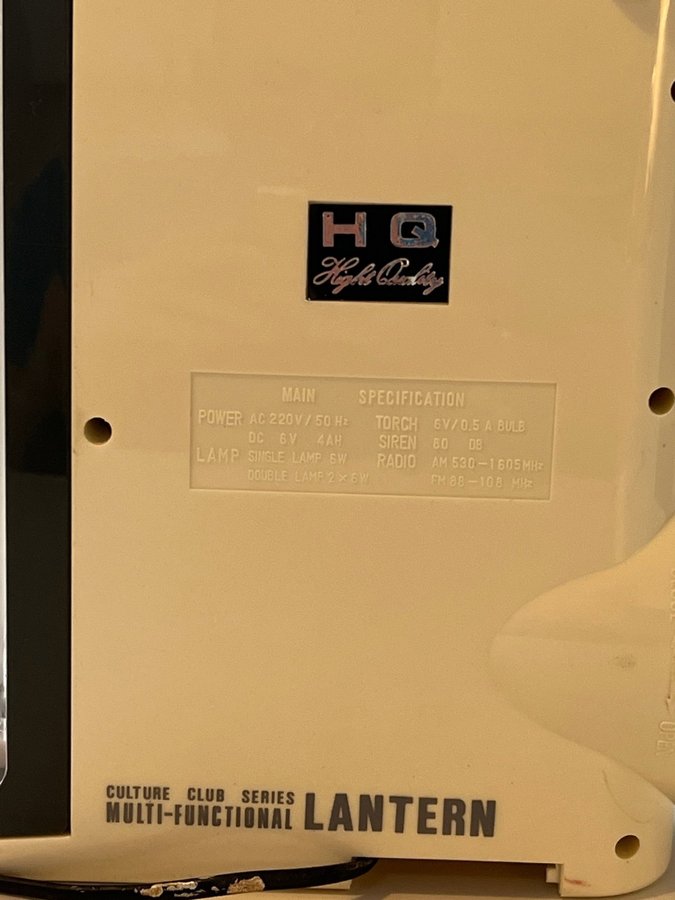 H Q
Hight Quality
MAIN SPECIFICATION
POWER AC 220V/50 Hz TORCH 6V/0.5 A BULB
DC 6V 4AH SIREN 80 DB
LAMP SINGLE LAMP 6W RADIO AM 530-1605MHz
DOUBLE LAMP 2×6W FM 88-108 MHz
OPEN
CULTURE CLUB SERIES
MULTI-FUNCTIONAL LANTERN